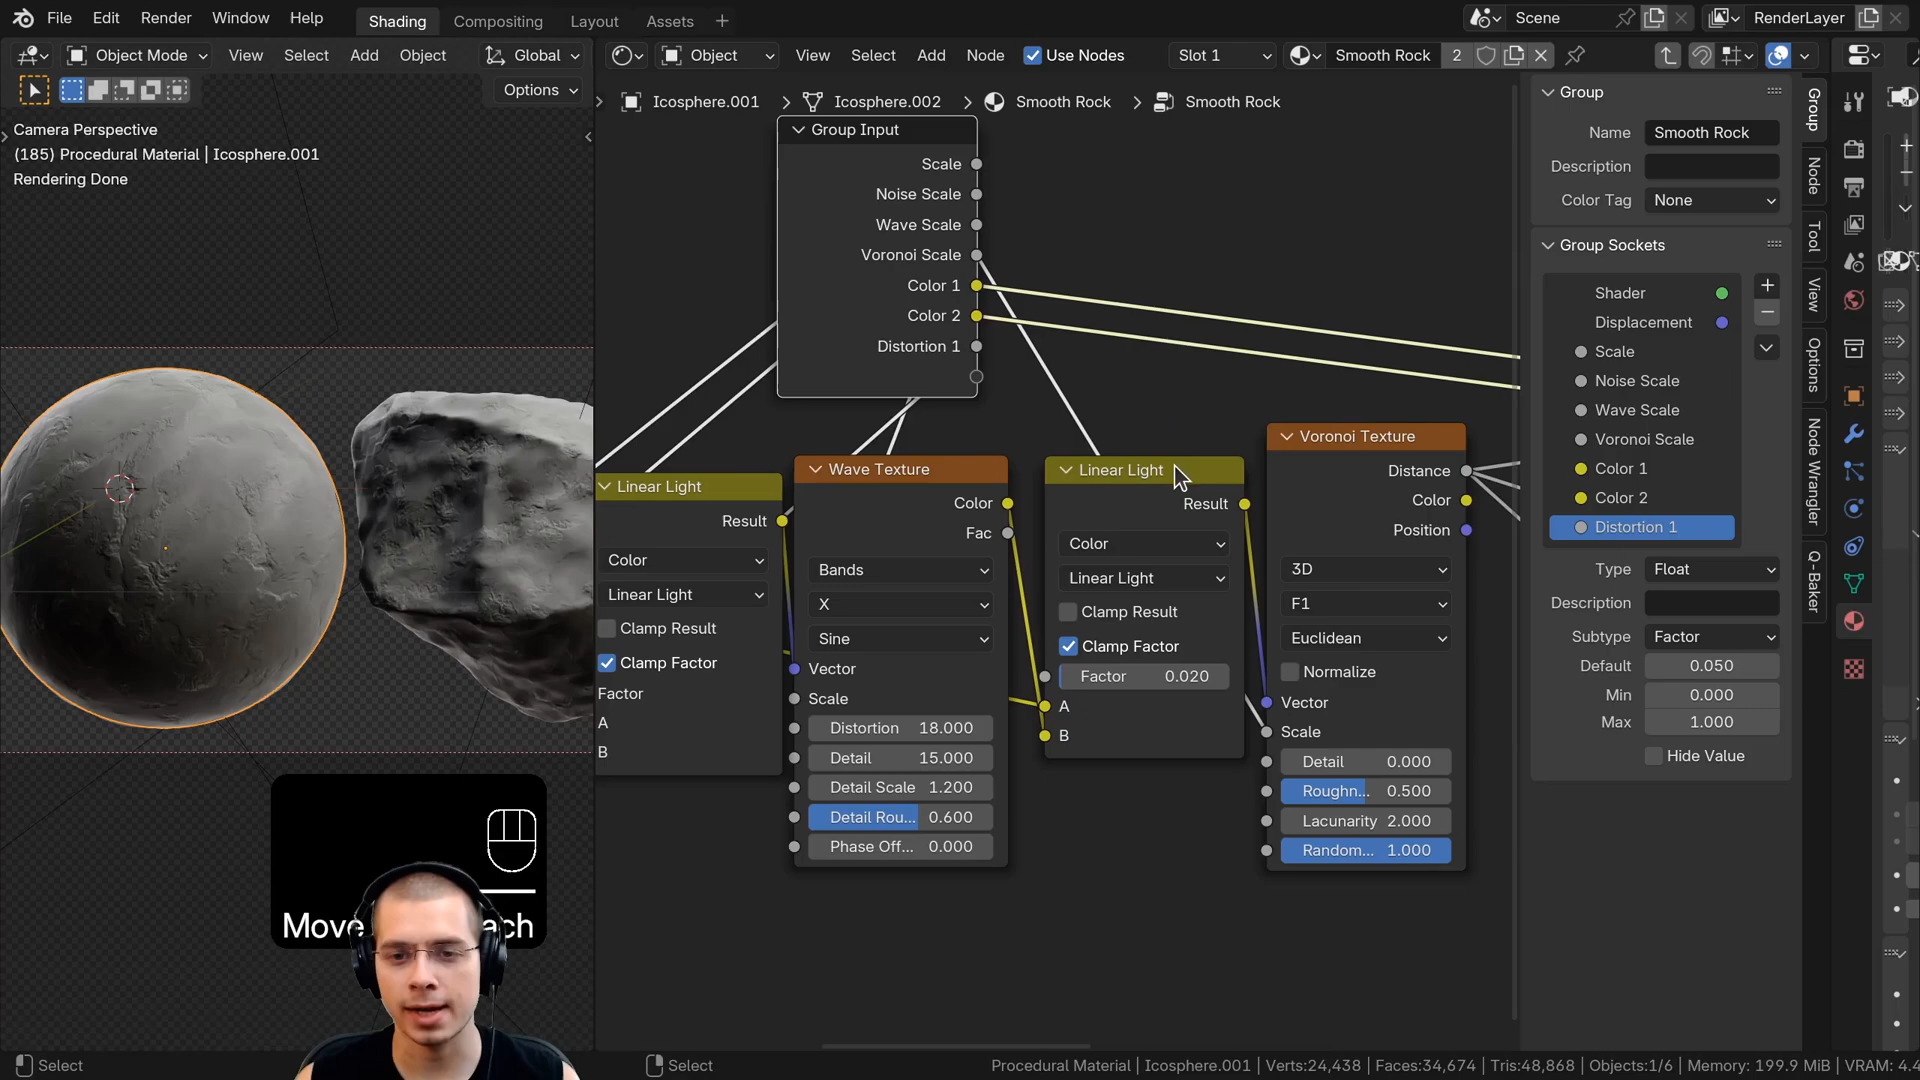 File Edit Render Window Help Shading Compositing Layout Assets Scene RenderLayer
Object Mode View Select Add Object Global Object View Select Add Node Use Nodes Slot 1 Smooth Rock 2
Options
Icosphere.001 Icosphere.002 Smooth Rock Smooth Rock
Camera Perspective
(185) Procedural Material | Icosphere.001
Rendering Done
Group Input
Scale
Noise Scale
Wave Scale
Voronoi Scale
Color 1
Color 2
Distortion 1
Linear Light
Result
Color
Linear Light
Clamp Result
Clamp Factor
Factor
A
B
Wave Texture
Color
Fac
Bands
X
Sine
Vector
Scale
Distortion 18.000
Detail 15.000
Detail Scale 1.200
Detail Rou... 0.600
Phase Off... 0.000
Linear Light
Result
Color
Linear Light
Clamp Result
Clamp Factor
Factor 0.020
A
B
Voronoi Texture
Distance
Color
Position
3D
F1
Euclidean
Normalize
Vector
Scale
Detail 0.000
Roughn... 0.500
Lacunarity 2.000
Random... 1.000
Group
Name Smooth Rock
Description
Color Tag None
Group Sockets
Shader
Displacement
Scale
Noise Scale
Wave Scale
Voronoi Scale
Color 1
Color 2
Distortion 1
Type Float
Description
Subtype Factor
Default 0.050
Min 0.000
Max 1.000
Hide Value
Group
Node
Tool
View
Options
Node Wrangler
Q-Baker
Move ach
Select Select Procedural Material | Icosphere.001 | Verts:24,438 | Faces:34,674 | Tris:48,868 | Objects:1/6 | Memory: 199.9 MiB | VRAM: 4.4